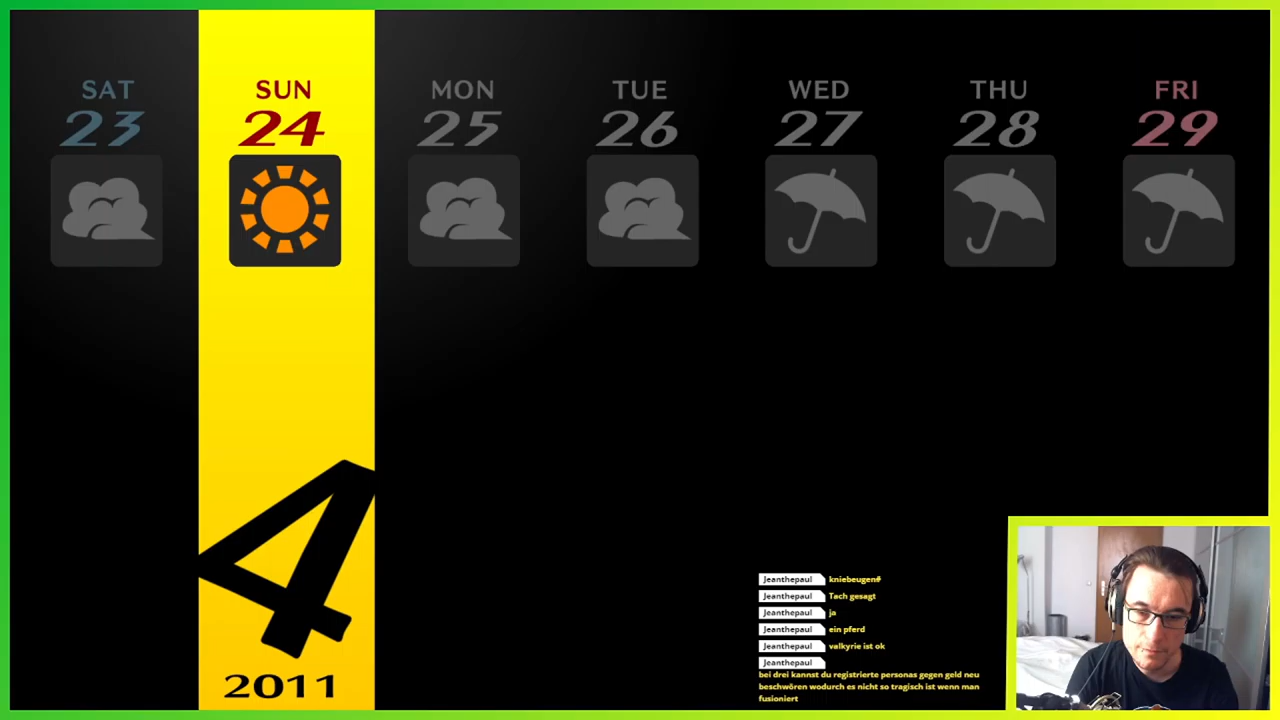 SAT SUN MON TUE WED THU FRI
23 24 25 26 27 28 29
4
2011
Jeanthepaul kniebeugen#
Jeanthepaul Tach gesagt
Jeanthepaul ja
Jeanthepaul ein pferd
Jeanthepaul valkyrie ist ok
Jeanthepaul
bei drei kannst du registrierte personas gegen geld neu
beschwören wodurch es nicht so tragisch ist wenn man
fusioniert